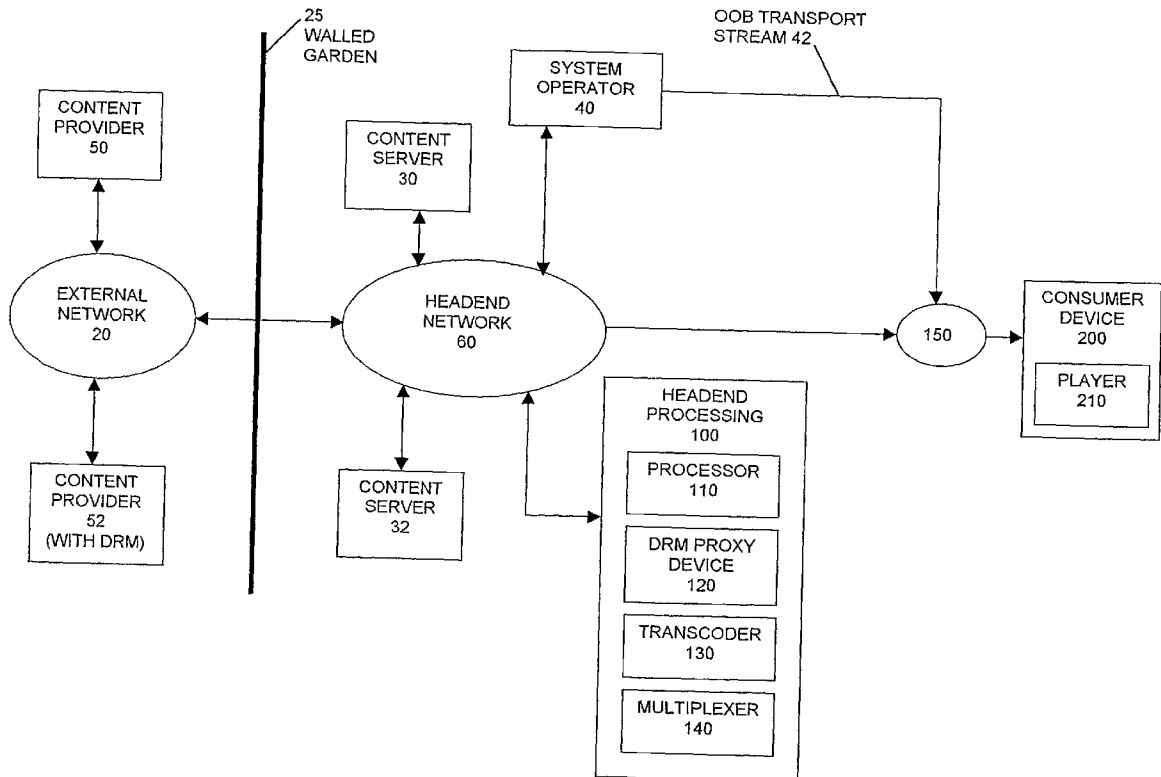 25
WALLED
GARDEN
OOB TRANSPORT
STREAM 42
SYSTEM
OPERATOR
40
CONTENT
PROVIDER
50
CONTENT
SERVER
30
EXTERNAL
NETWORK
20
HEADEND
NETWORK
60
150
CONSUMER
DEVICE
200
PLAYER
210
CONTENT
PROVIDER
52
(WITH DRM)
CONTENT
SERVER
32
HEADEND
PROCESSING
100
PROCESSOR
110
DRM PROXY
DEVICE
120
TRANSCODER
130
MULTIPLEXER
140